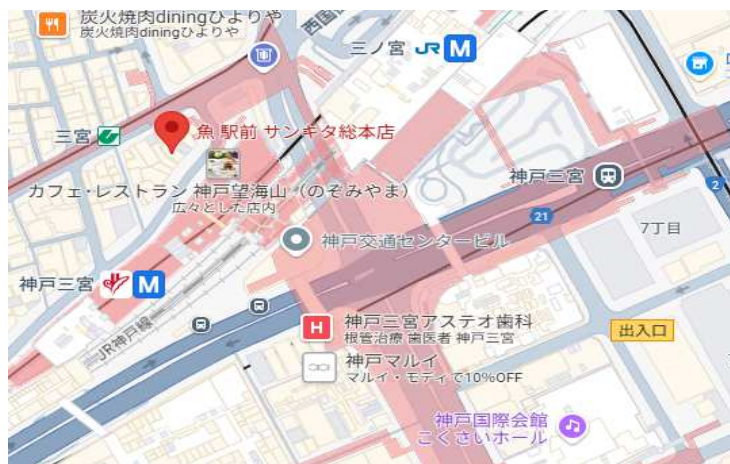 炭火焼肉diningひよりや
炭火焼肉diningひよりや
西国
三ノ宮 JR M
三宮
魚 駅前 サンキタ総本店
カフェ・レストラン 神戸望海山 (のぞみやま)
広々とした店内
神戸三宮
21
2
7丁目
神戸交通センタービル
神戸三宮 M
JR神戸線
H 神戸三宮アステオ歯科
根管治療 歯医者 神戸三宮
出入口
神戸マルイ
マルイ・モディで10%OFF
神戸国際会館
こくさいホール